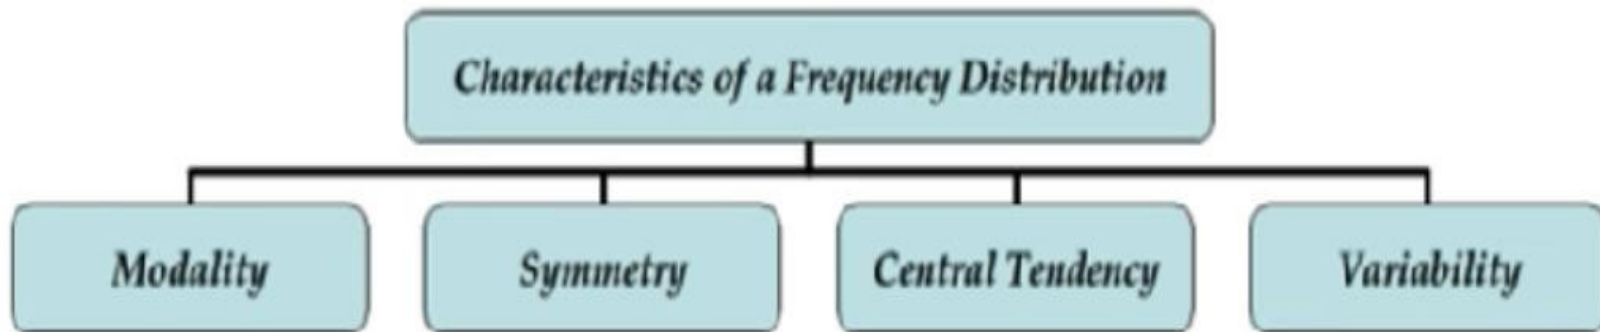 Characteristics of a Frequency Distribution
Modality
Symmetry
Central Tendency
Variability